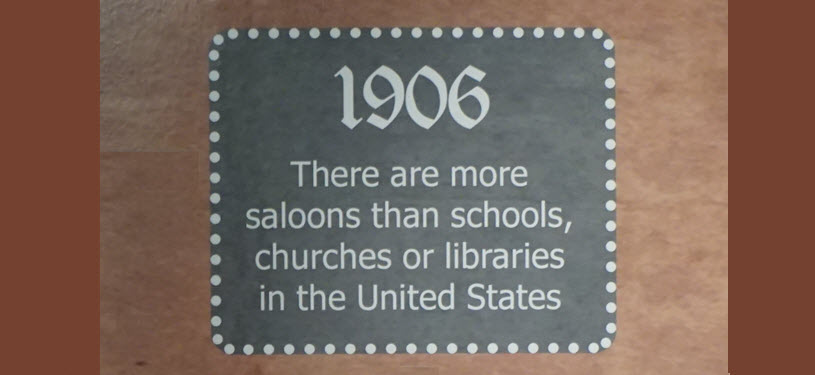 1906
There are more
saloons than schools,
churches or libraries
in the United States